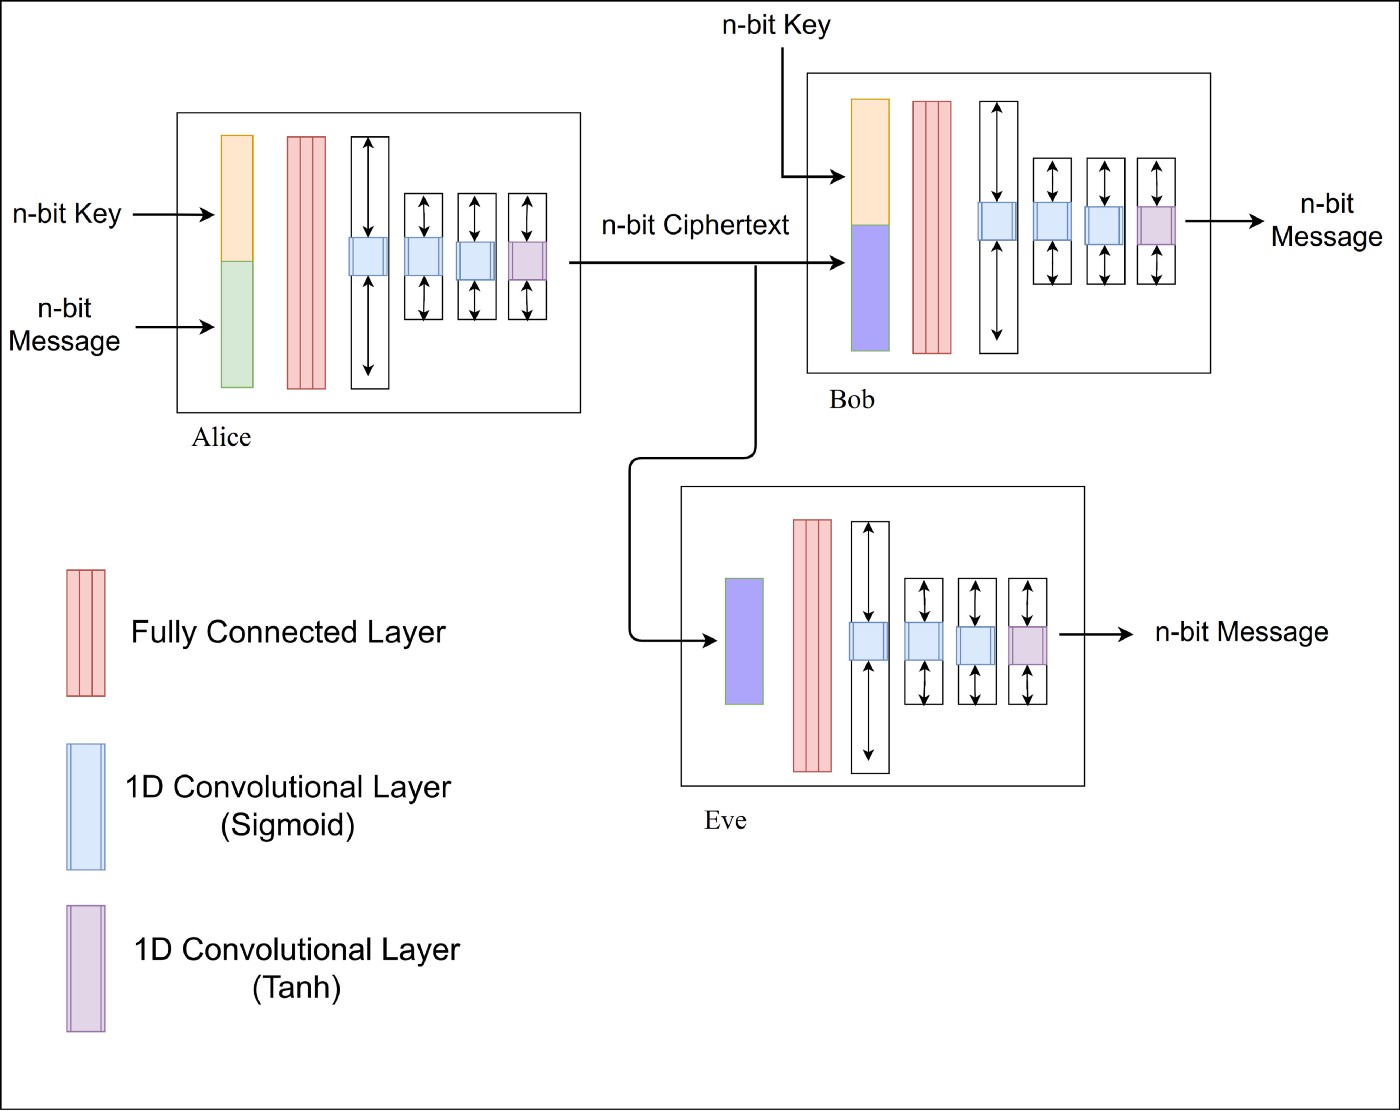 n-bit Key
n-bit Key
n-bit
Message
Alice
n-bit Ciphertext
Bob
n-bit
Message
Eve
n-bit Message
Fully Connected Layer
1D Convolutional Layer
(Sigmoid)
1D Convolutional Layer
(Tanh)